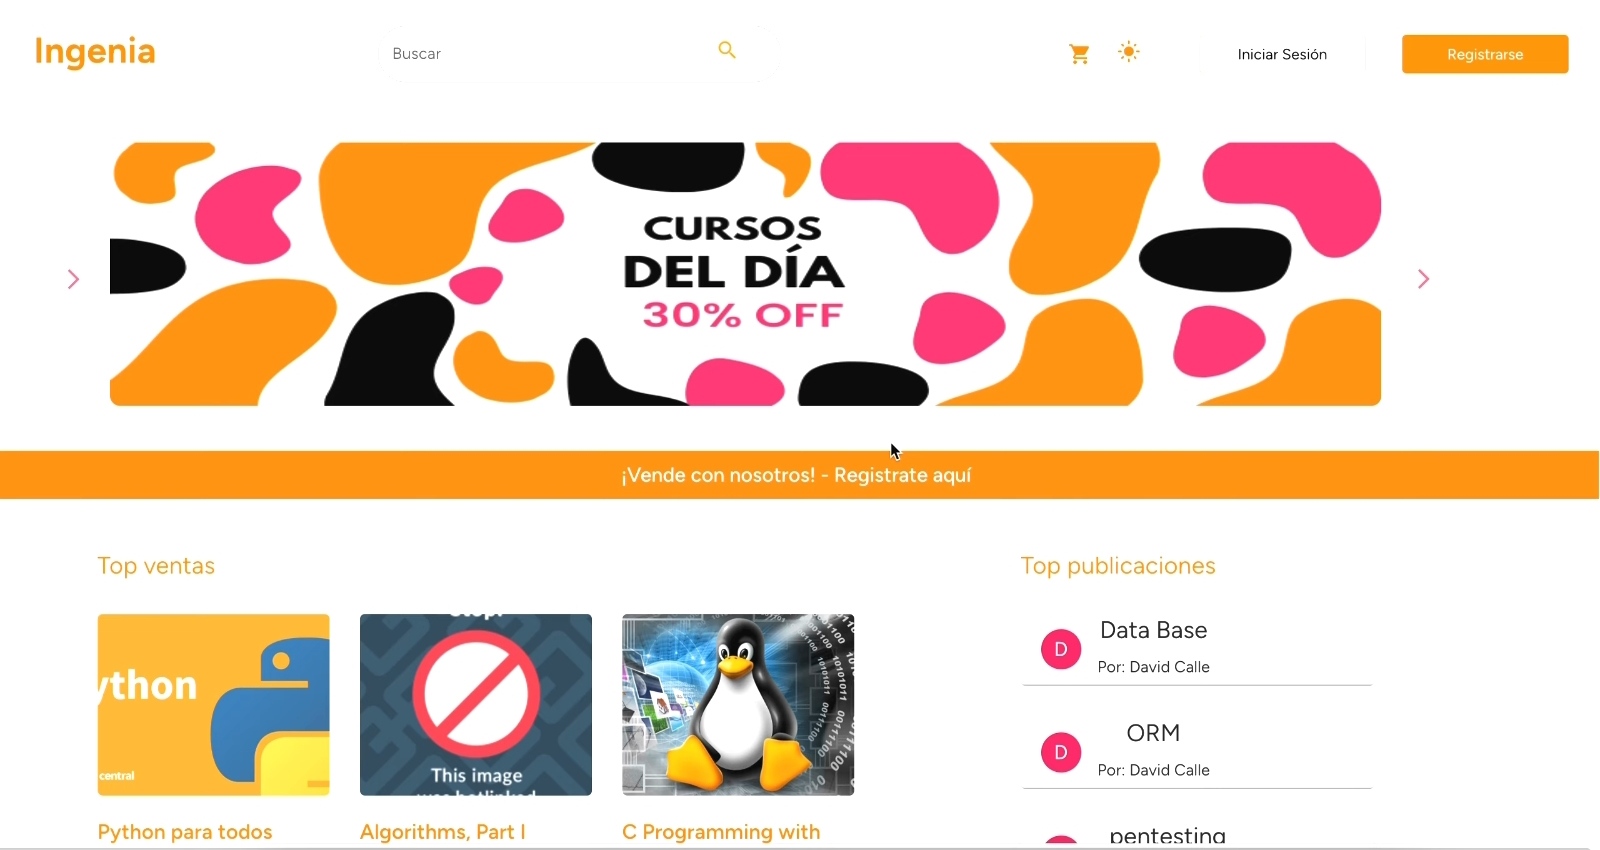 Ingenia
Buscar
Iniciar Sesión
Registrarse
CURSOS
DEL DÍA
30% OFF
¡Vende con nosotros! - Registrate aquí
Top ventas
Top publicaciones
ython
central
This image
Python para todos
Algorithms, Part I
C Programming with
D
Data Base
Por: David Calle
D
ORM
Por: David Calle
pentesting